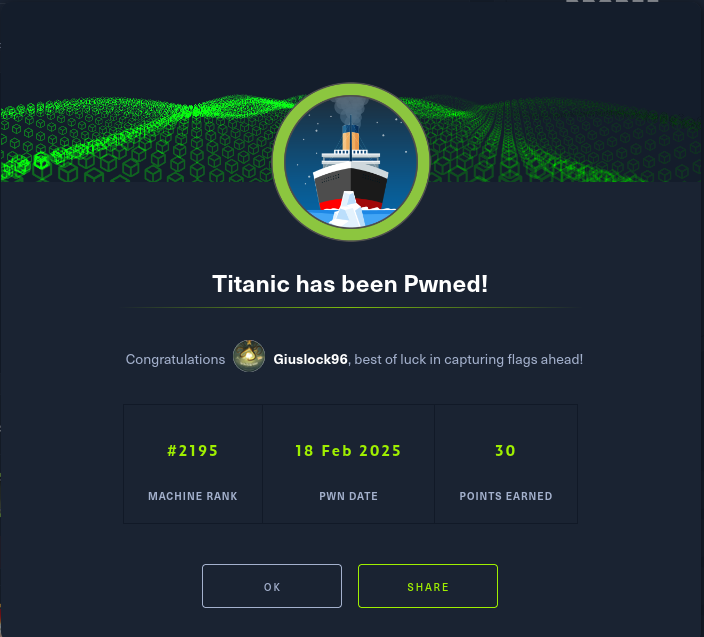 Titanic has been Pwned!
Congratulations Giuslock96, best of luck in capturing flags ahead!
#2195 18 Feb 2025 30
MACHINE RANK PWN DATE POINTS EARNED
OK SHARE